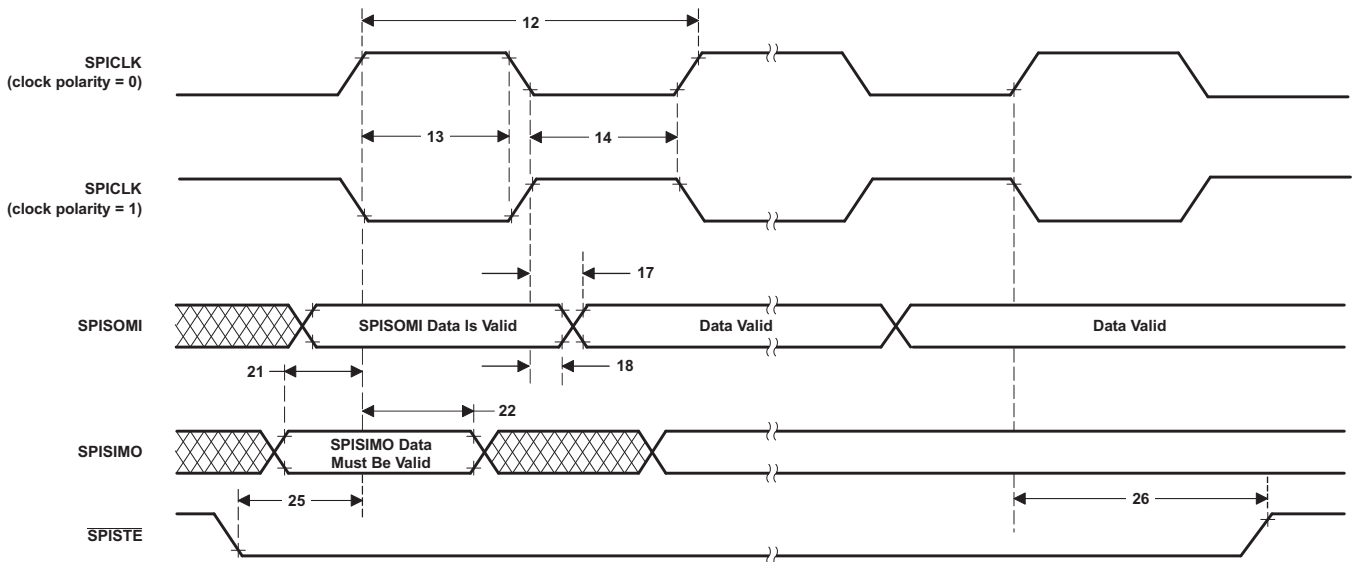 12
SPICLK
(clock polarity = 0)
13
14
SPICLK
(clock polarity = 1)
17
SPISOMI
SPISOMI Data Is Valid
Data Valid
Data Valid
18
21
22
SPISIMO
SPISIMO Data
Must Be Valid
25
26
SPISTE